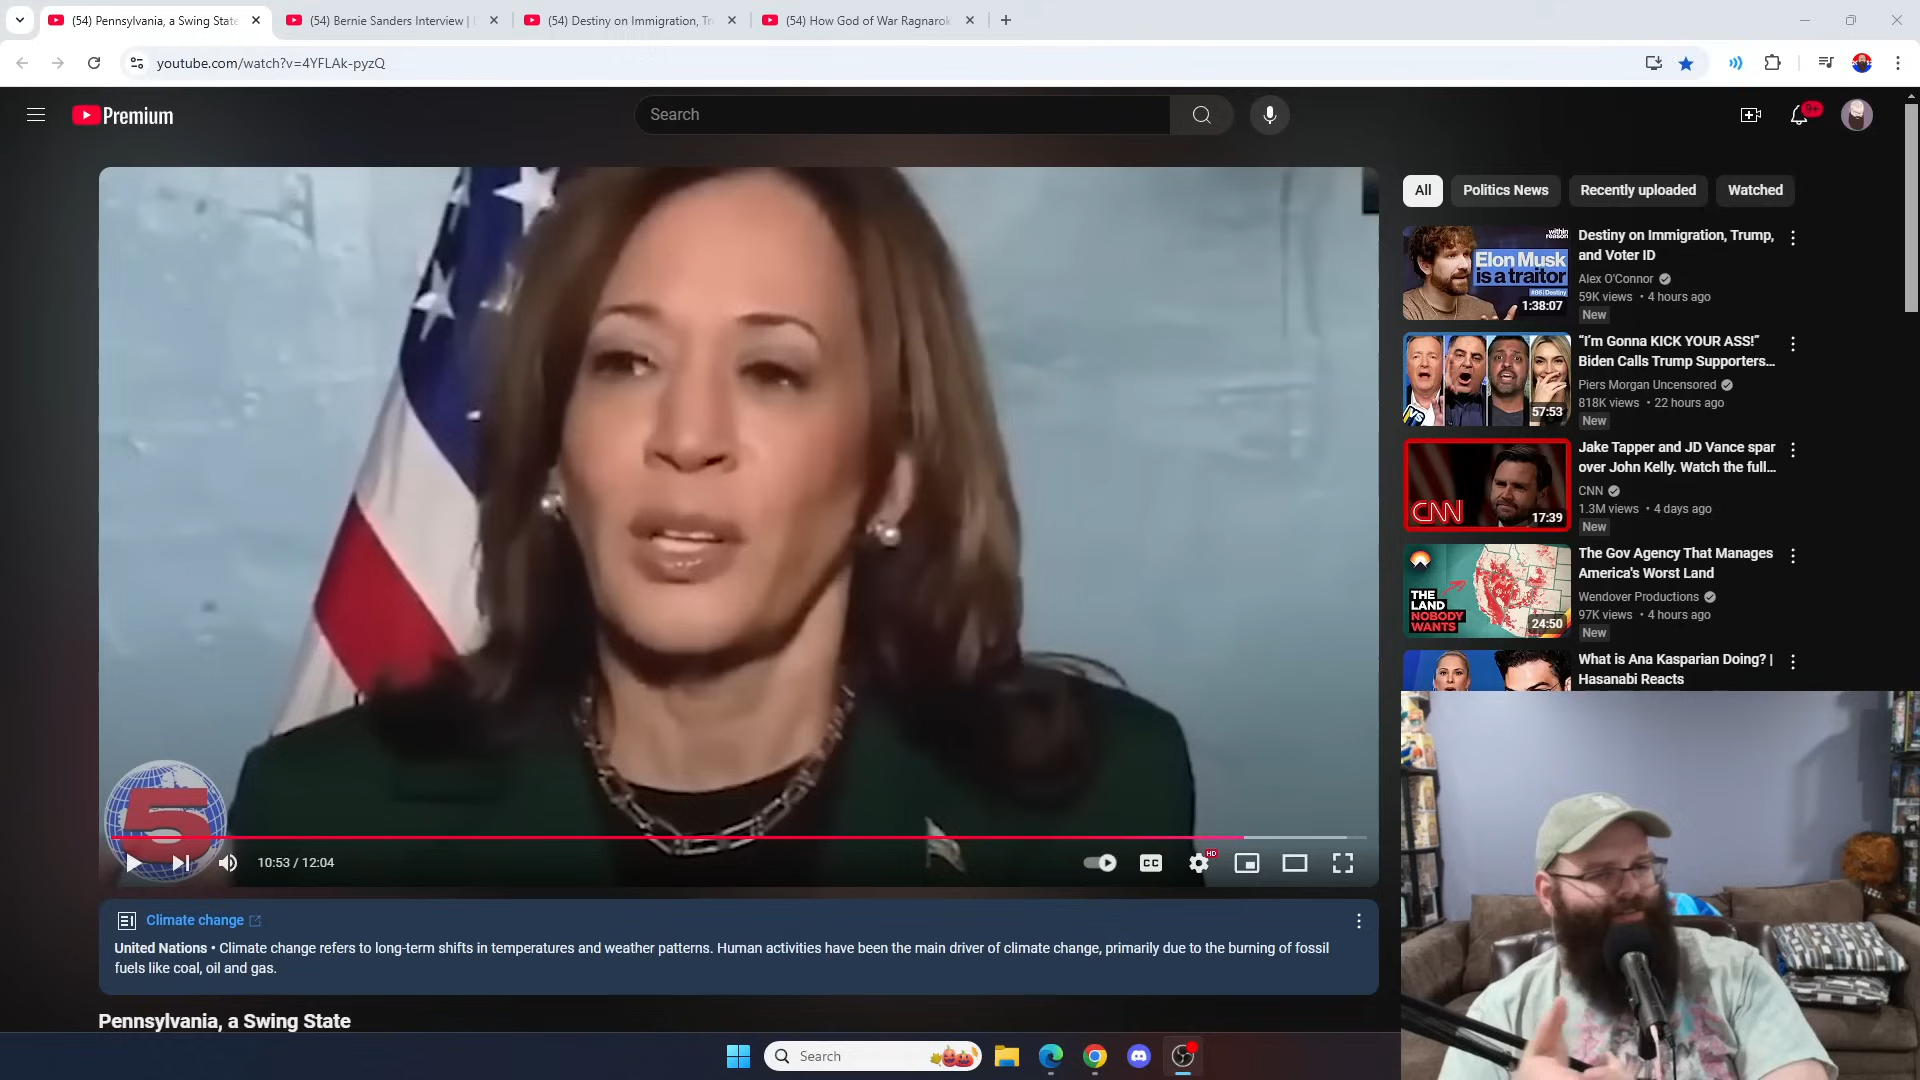 (54) Pennsylvania, a Swing State
(54) Bernie Sanders Interview |
(54) Destiny on Immigration, Tr
(54) How God of War Ragnarok
youtube.com/watch?v=4YFLAk-pyzQ
Premium
Search
9+
All
Politics News
Recently uploaded
Watched
within
reason
Elon Musk
is a traitor
#86|Destiny
1:38:07
Destiny on Immigration, Trump,
and Voter ID
Alex O'Connor
59K views • 4 hours ago
New
VS
57:53
"I'm Gonna KICK YOUR ASS!"
Biden Calls Trump Supporters...
Piers Morgan Uncensored
818K views • 22 hours ago
New
CNN
17:39
Jake Tapper and JD Vance spar
over John Kelly. Watch the full...
CNN
1.3M views • 4 days ago
New
THE
LAND
NOBODY
WANTS
24:50
The Gov Agency That Manages
America's Worst Land
Wendover Productions
97K views • 4 hours ago
New
What is Ana Kasparian Doing? |
Hasanabi Reacts
5
10:53 / 12:04
CC
HD
Climate change
United Nations • Climate change refers to long-term shifts in temperatures and weather patterns. Human activities have been the main driver of climate change, primarily due to the burning of fossil
fuels like coal, oil and gas.
Pennsylvania, a Swing State
Search